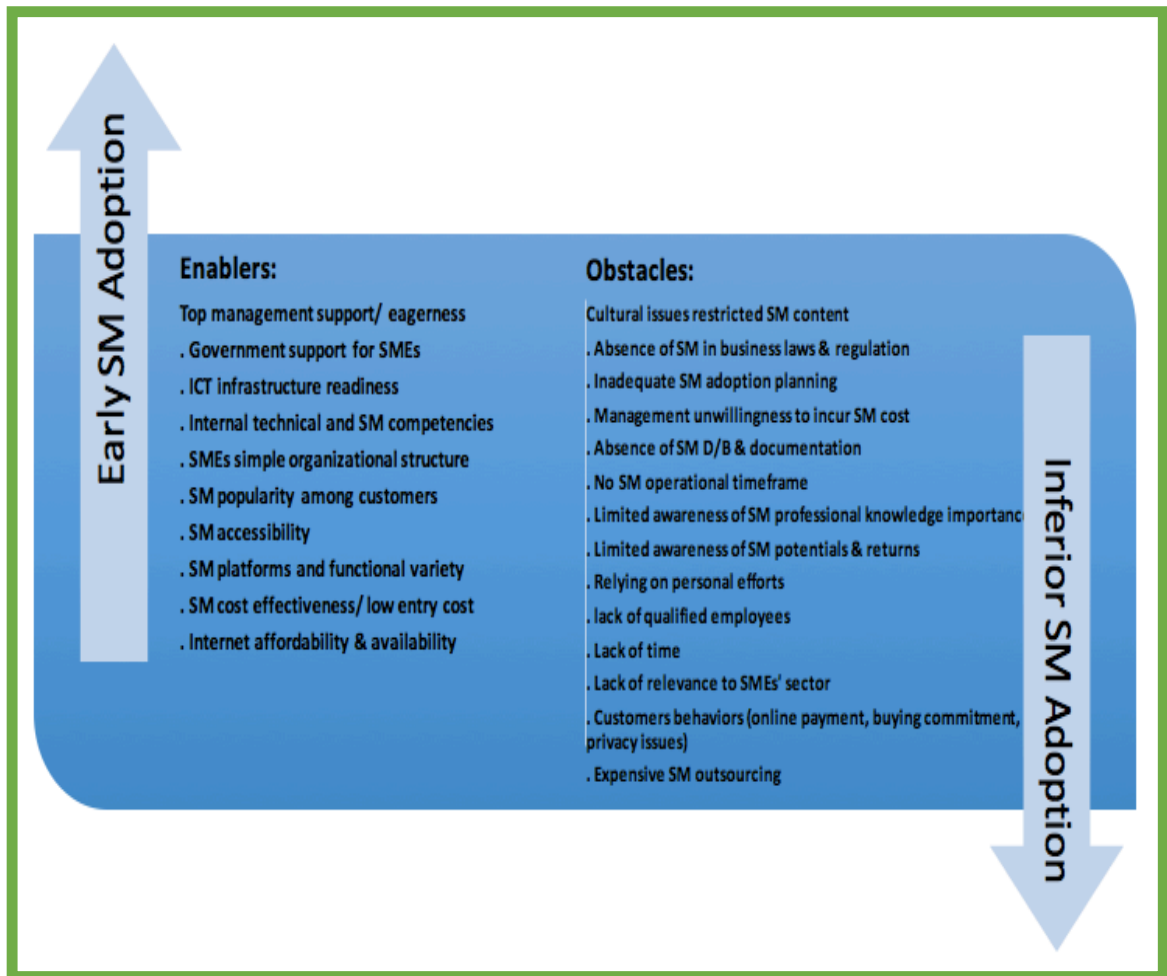 Early SM Adoption
Enablers:
Top management support/ eagerness
. Government support for SMEs
. ICT infrastructure readiness
. Internal technical and SM competencies
. SMEs simple organizational structure
. SM popularity among customers
. SM accessibility
. SM platforms and functional variety
. SM cost effectiveness/ low entry cost
. Internet affordability & availability
Obstacles:
Cultural issues restricted SM content
. Absence of SM in business laws & regulation
. Inadequate SM adoption planning
. Management unwillingness to incur SM cost
. Absence of SM D/B & documentation
. No SM operational timeframe
. Limited awareness of SM professional knowledge importanc
. Limited awareness of SM potentials & returns
. Relying on personal efforts
. lack of qualified employees
. Lack of time
. Lack of relevance to SMEs' sector
. Customers behaviors (online payment, buying commitment,
privacy issues)
. Expensive SM outsourcing
Inferior SM Adoption